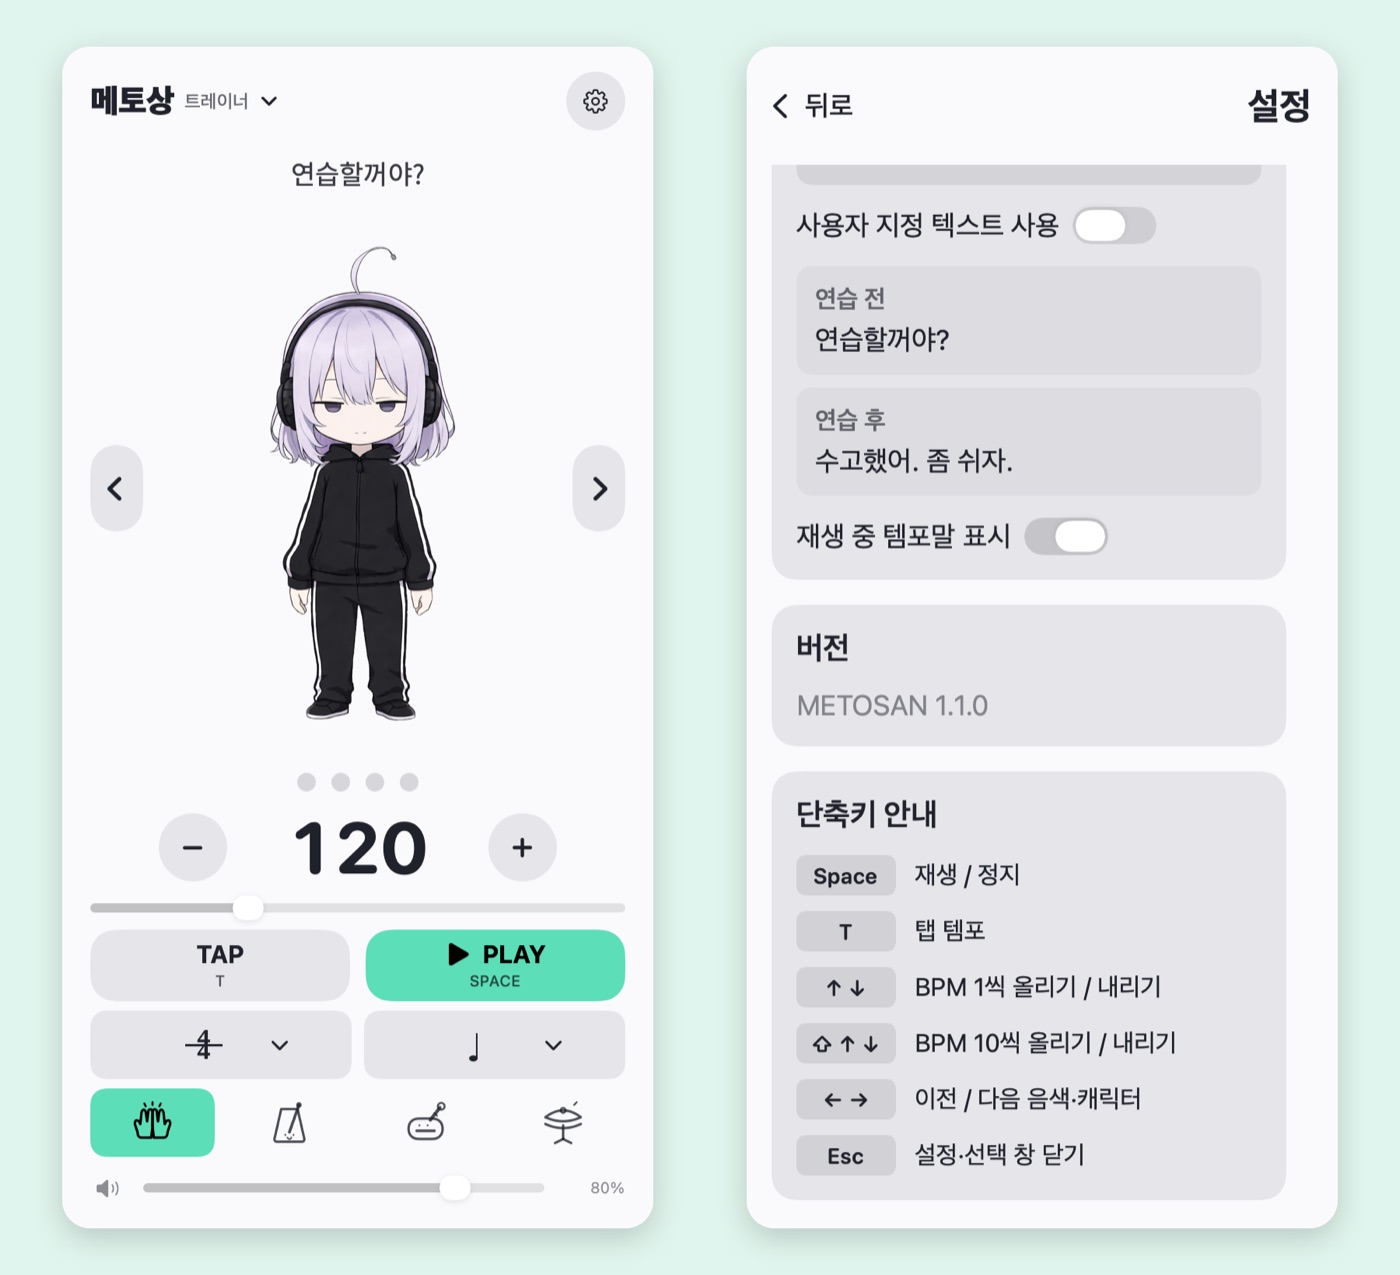 메토상 트레이너
연습할꺼야?
120
TAP
T
PLAY
SPACE
4
4
80%
뒤로
설정
사용자 지정 텍스트 사용
연습 전
연습할꺼야?
연습 후
수고했어. 좀 쉬자.
재생 중 템포말 표시
버전
METOSAN 1.1.0
단축키 안내
Space 재생 / 정지
T 탭 템포
↑ ↓ BPM 1씩 올리기 / 내리기
⇧ ↑ ↓ BPM 10씩 올리기 / 내리기
← → 이전 / 다음 음색·캐릭터
Esc 설정·선택 창 닫기